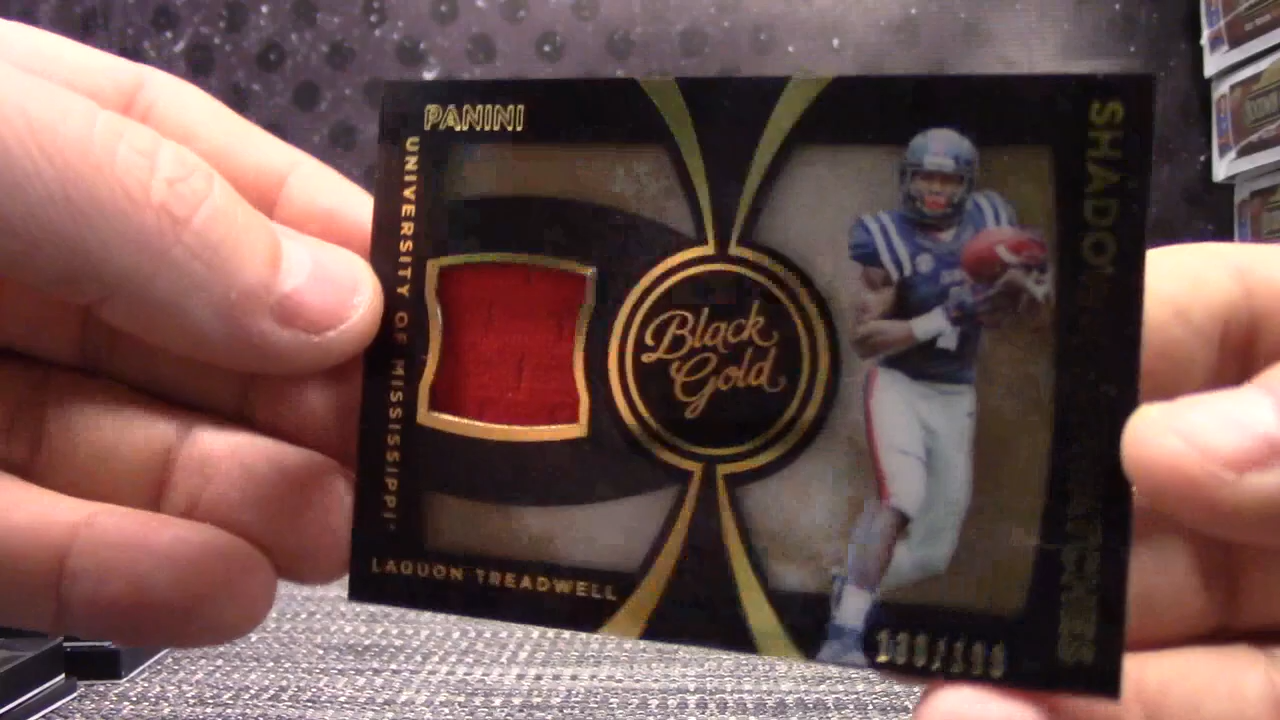 PANINI
UNIVERSITY OF MISSISSIPPI
LAQUON TREADWELL
Black
Gold